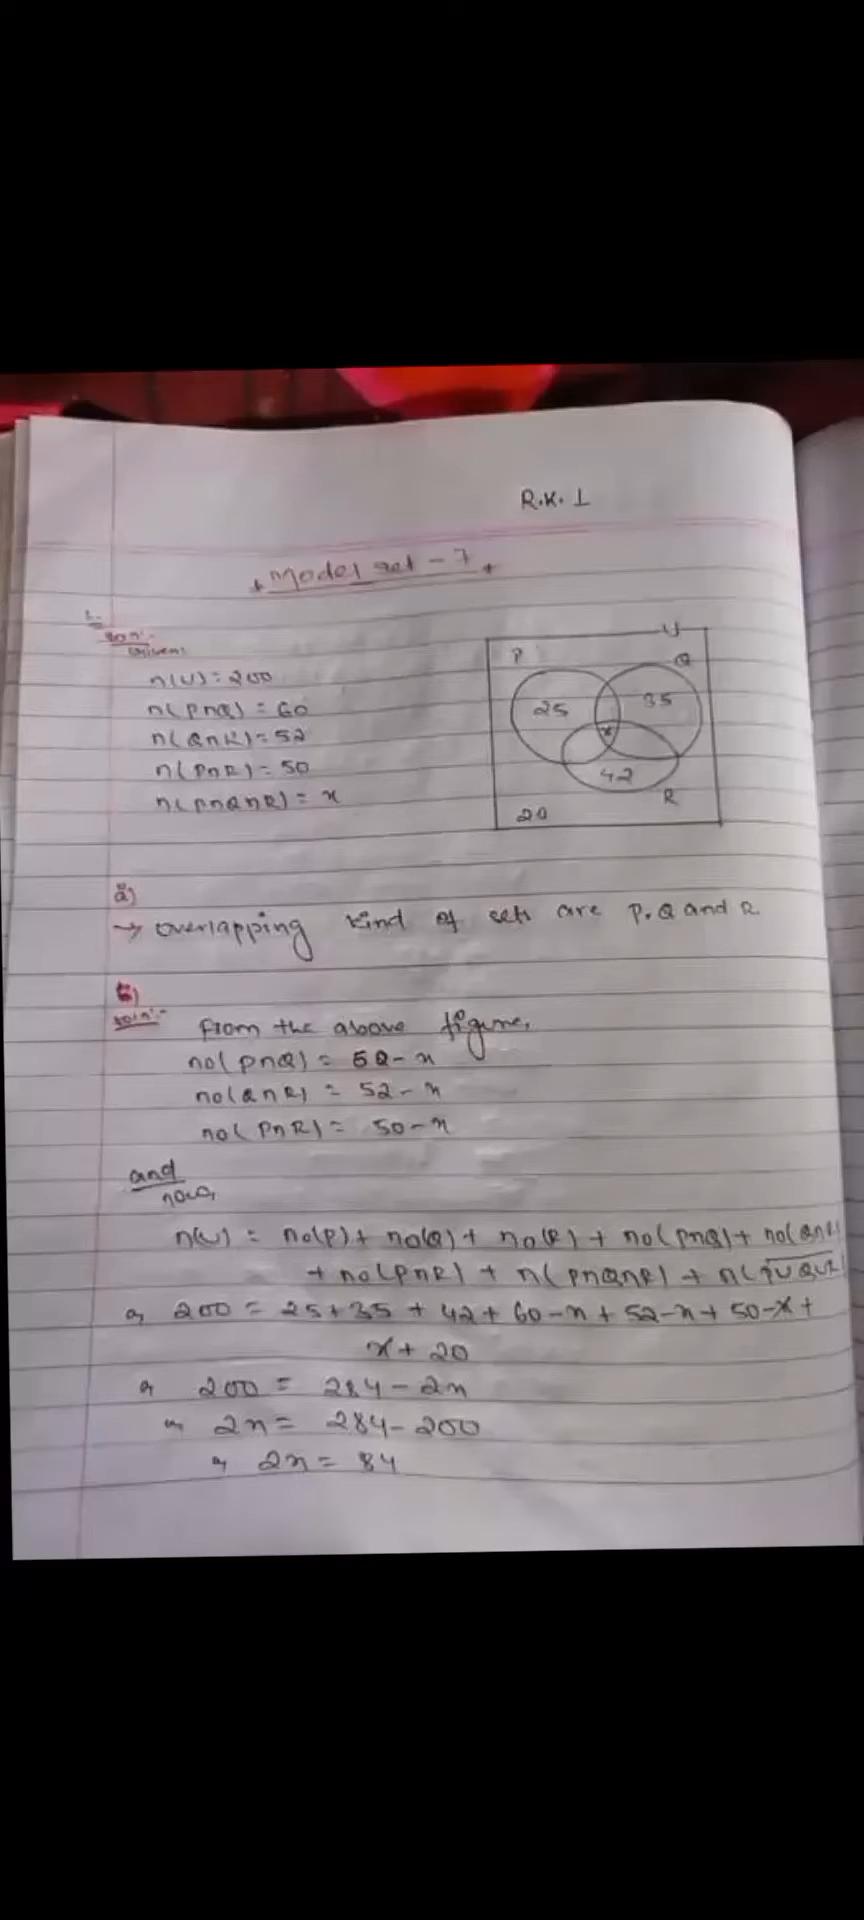 R.K. I
Model set - 7
1.
Soln:-
Given:
n(U) = 200
n(P∩Q) = 60
n(Q∩R) = 52
n(P∩R) = 50
n(P∩Q∩R) = x
U
P
Q
25
35
x
42
R
20
a)
→ overlapping kind of sets are P, Q and R
b)
soln:-
From the above figure,
no(P∩Q) = 60 - x
no(Q∩R) = 52 - x
no(P∩R) = 50 - x
and
now,
n(U) = no(P) + no(Q) + no(R) + no(P∩Q) + no(Q∩R)
+ no(P∩R) + n(P∩Q∩R) + n(P∪Q∪R)
or 200 = 25 + 35 + 42 + 60 - x + 52 - x + 50 - x +
x + 20
or 200 = 284 - 2x
or 2x = 284 - 200
or 2x = 84